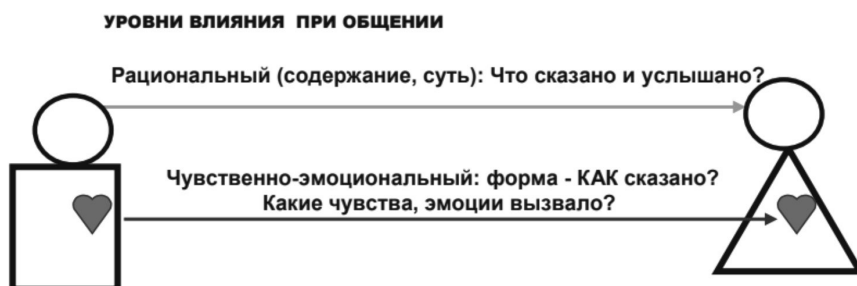 УРОВНИ ВЛИЯНИЯ ПРИ ОБЩЕНИИ
Рациональный (содержание, суть): Что сказано и услышано?
Чувственно-эмоциональный: форма - КАК сказано?
Какие чувства, эмоции вызвало?